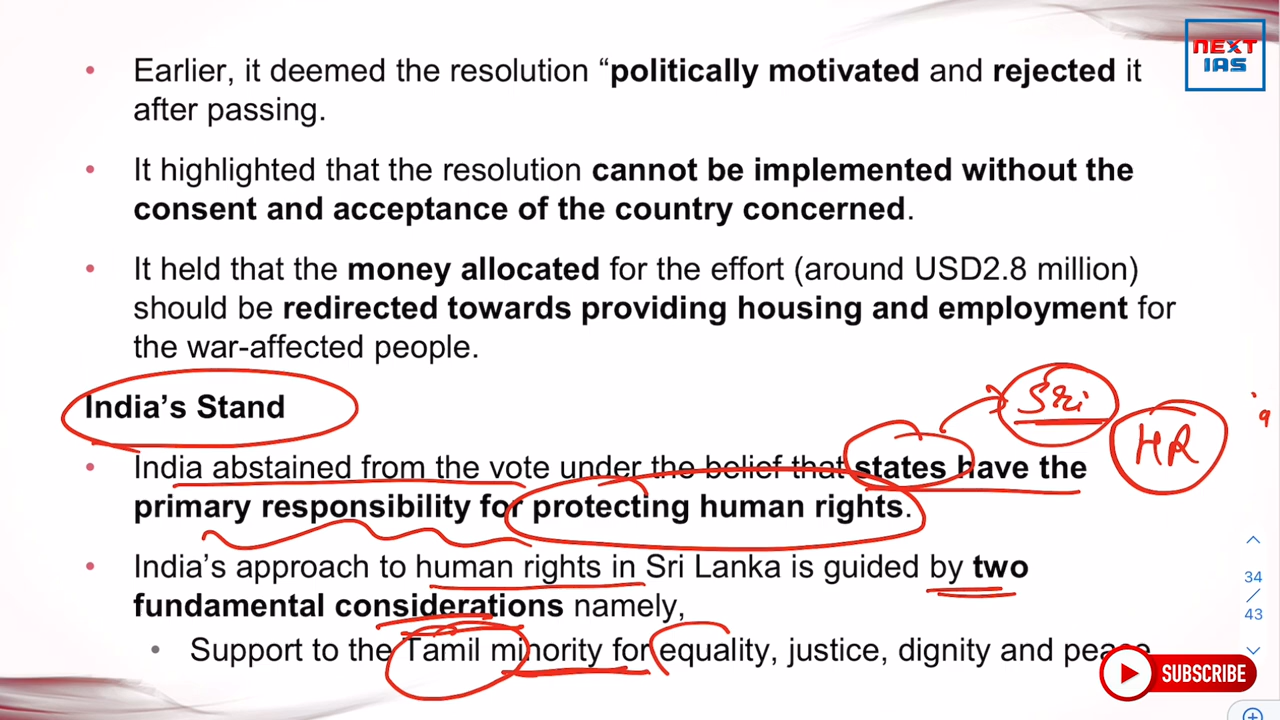 NEXT
IAS
• Earlier, it deemed the resolution “politically motivated and rejected it
after passing.
• It highlighted that the resolution cannot be implemented without the
consent and acceptance of the country concerned.
• It held that the money allocated for the effort (around USD2.8 million)
should be redirected towards providing housing and employment for
the war-affected people.
India’s Stand
Sri
HR
• India abstained from the vote under the belief that states have the
primary responsibility for protecting human rights.
• India’s approach to human rights in Sri Lanka is guided by two
fundamental considerations namely,
• Support to the Tamil minority for equality, justice, dignity and peace
34
/
43
SUBSCRIBE